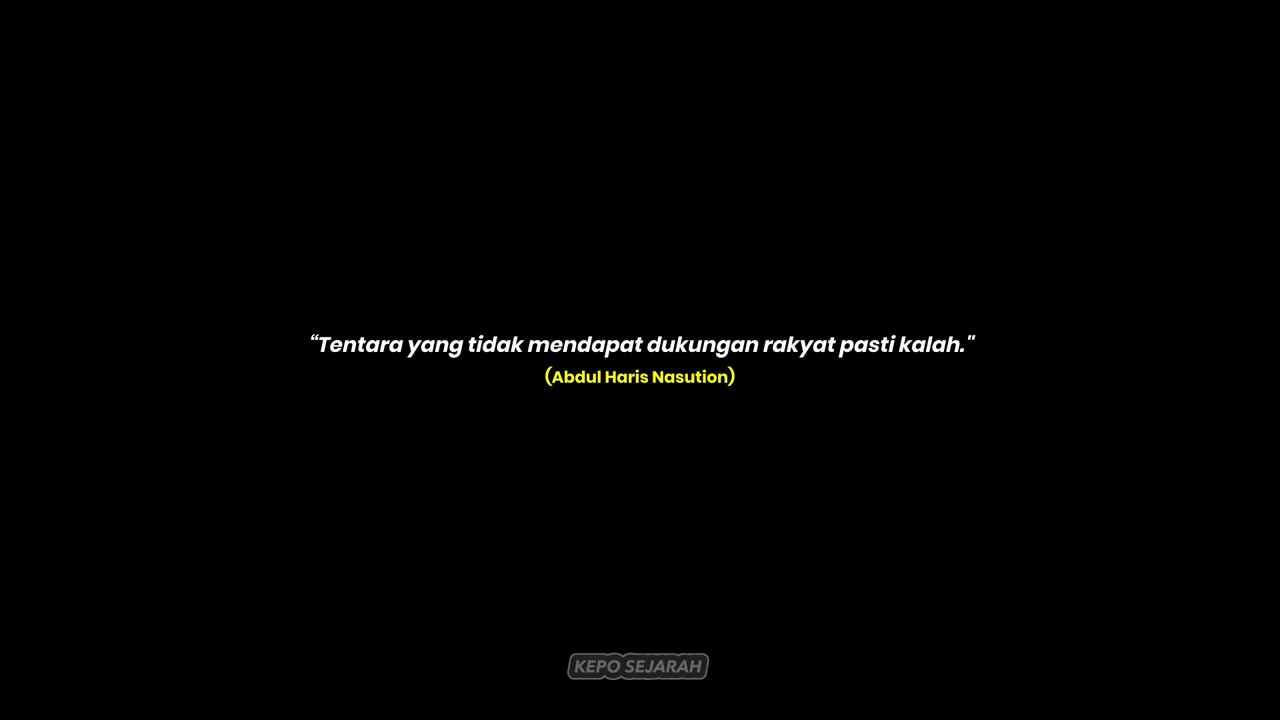 “Tentara yang tidak mendapat dukungan rakyat pasti kalah."
(Abdul Haris Nasution)
KEPO SEJARAH